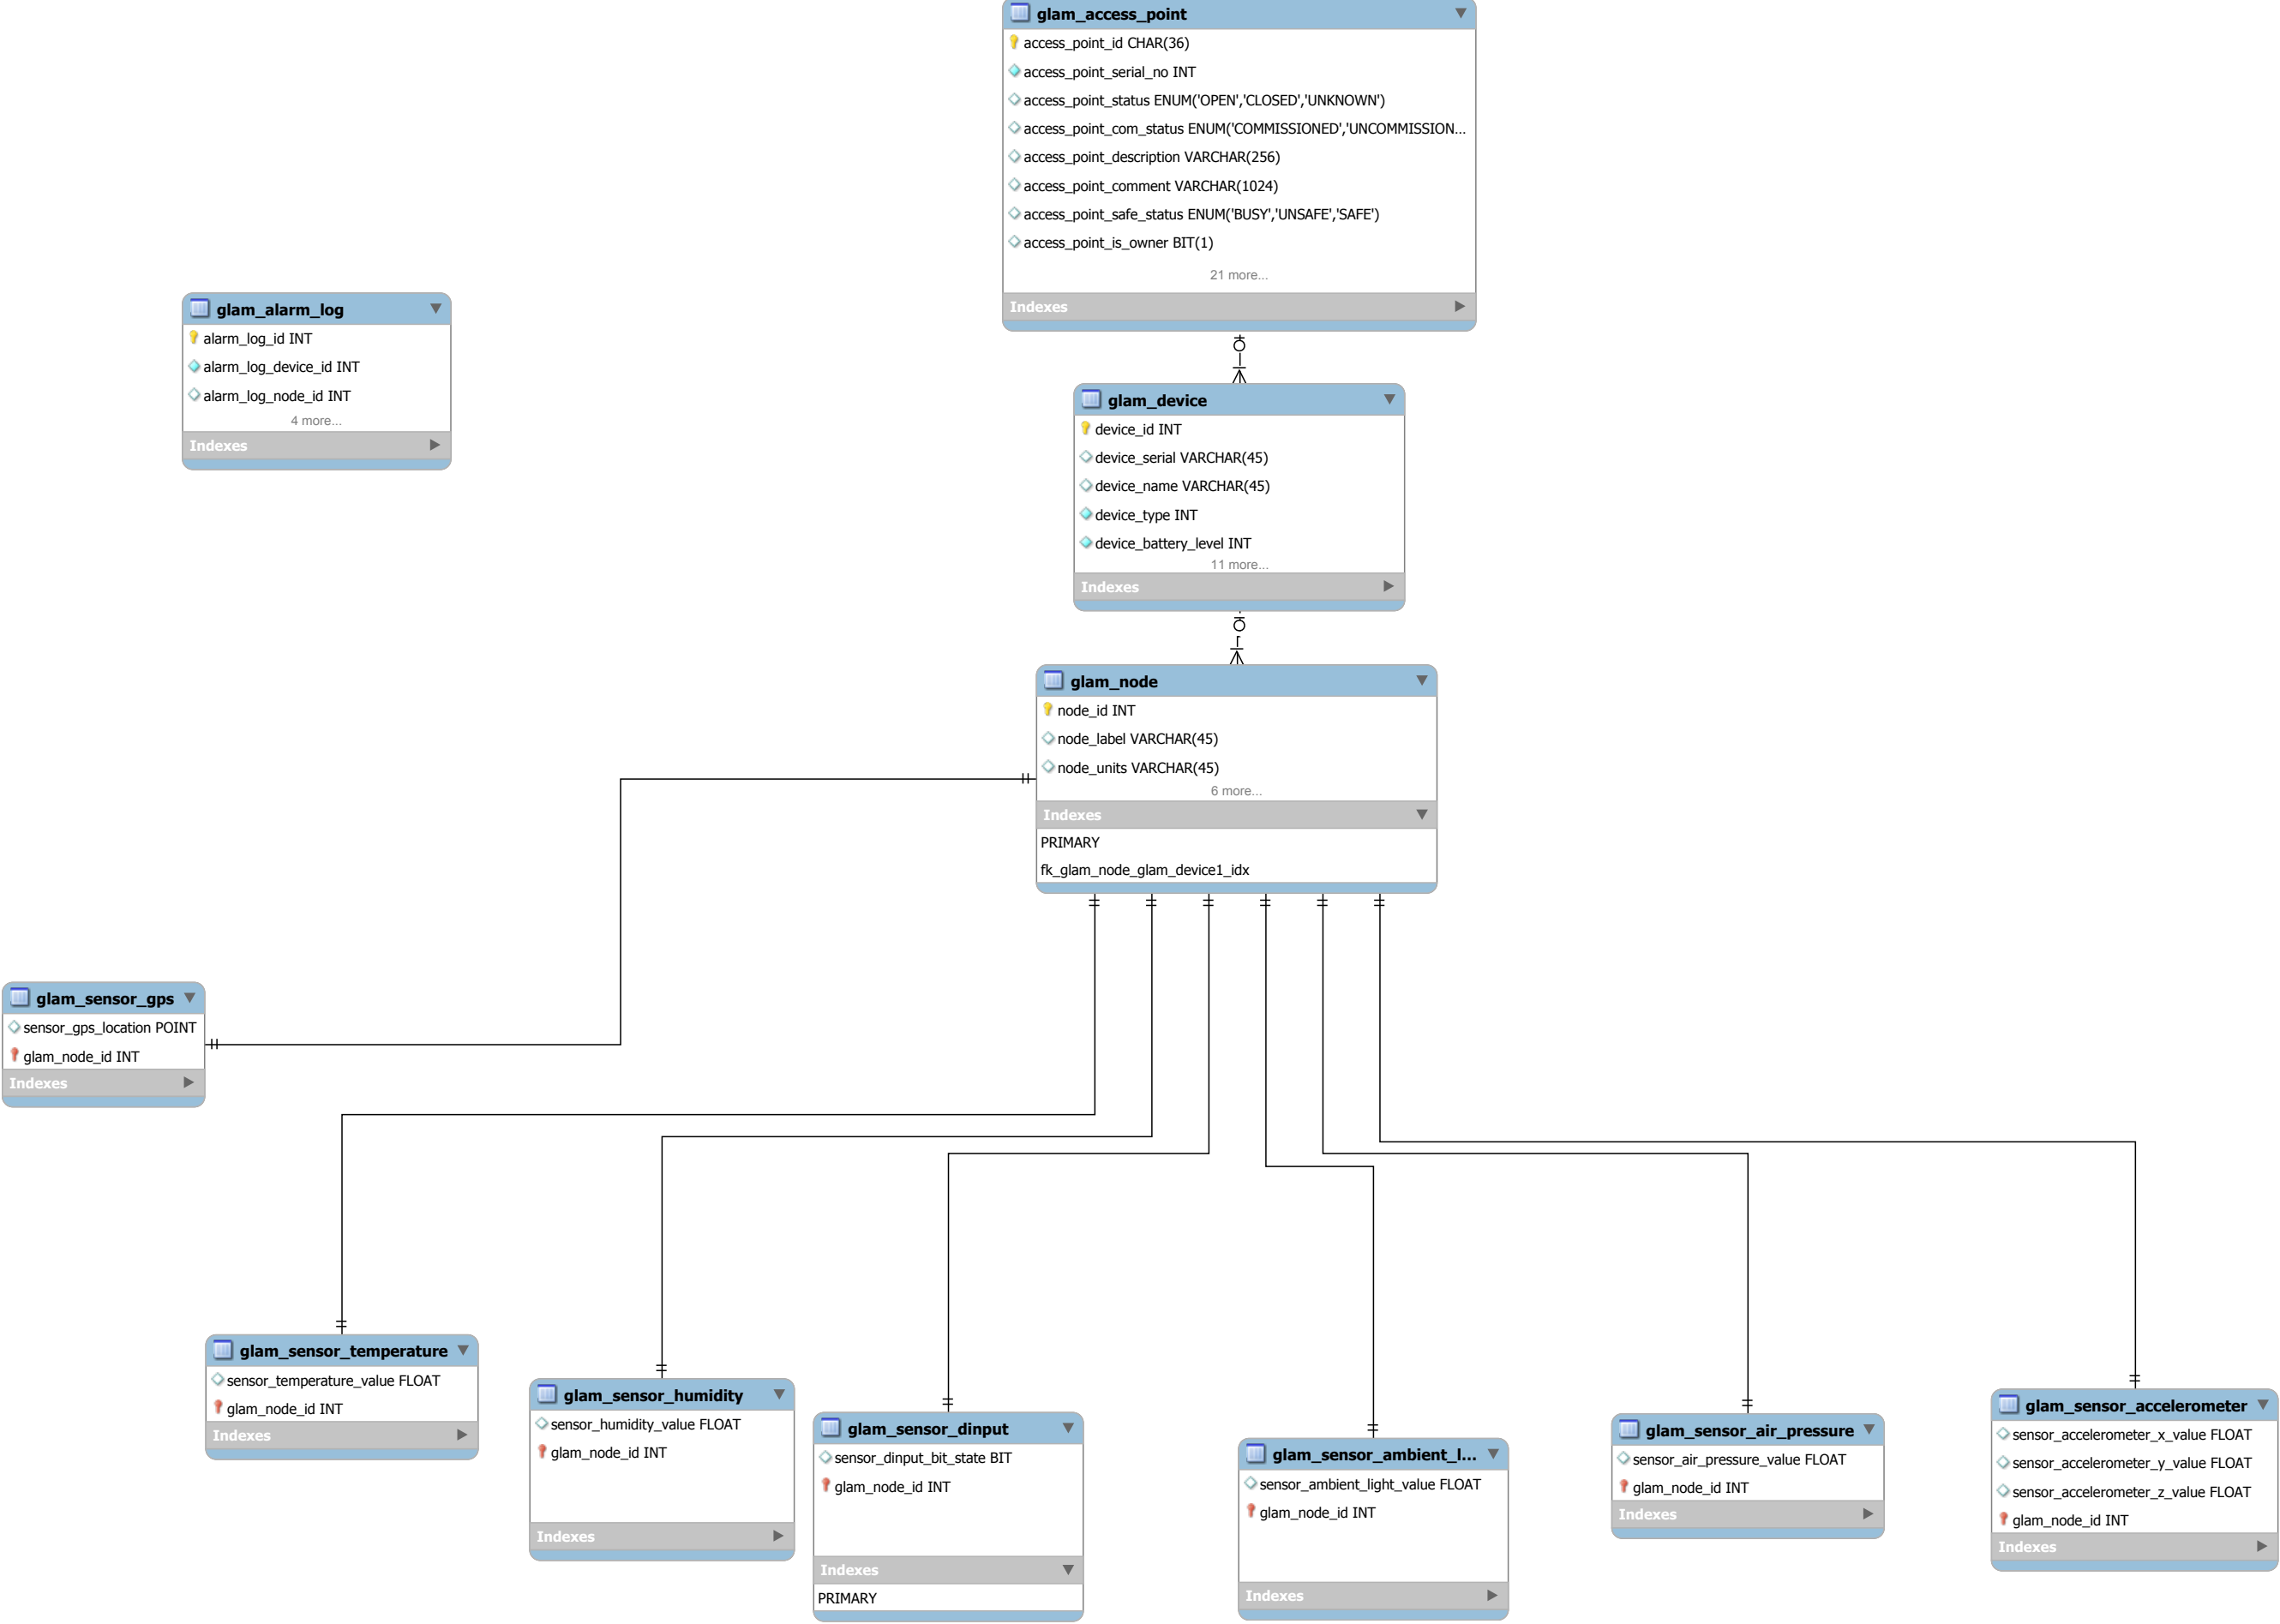 glam_access_point
access_point_id CHAR(36)
access_point_serial_no INT
access_point_status ENUM('OPEN','CLOSED','UNKNOWN')
access_point_com_status ENUM('COMMISSIONED','UNCOMMISSION...
access_point_description VARCHAR(256)
access_point_comment VARCHAR(1024)
access_point_safe_status ENUM('BUSY','UNSAFE','SAFE')
access_point_is_owner BIT(1)
21 more...
Indexes
glam_alarm_log
alarm_log_id INT
alarm_log_device_id INT
alarm_log_node_id INT
4 more...
Indexes
glam_device
device_id INT
device_serial VARCHAR(45)
device_name VARCHAR(45)
device_type INT
device_battery_level INT
11 more...
Indexes
glam_node
node_id INT
node_label VARCHAR(45)
node_units VARCHAR(45)
6 more...
Indexes
PRIMARY
fk_glam_node_glam_device1_idx
glam_sensor_gps
sensor_gps_location POINT
glam_node_id INT
Indexes
glam_sensor_temperature
sensor_temperature_value FLOAT
glam_node_id INT
Indexes
glam_sensor_humidity
sensor_humidity_value FLOAT
glam_node_id INT
Indexes
glam_sensor_dinput
sensor_dinput_bit_state BIT
glam_node_id INT
Indexes
PRIMARY
glam_sensor_ambient_l...
sensor_ambient_light_value FLOAT
glam_node_id INT
Indexes
glam_sensor_air_pressure
sensor_air_pressure_value FLOAT
glam_node_id INT
Indexes
glam_sensor_accelerometer
sensor_accelerometer_x_value FLOAT
sensor_accelerometer_y_value FLOAT
sensor_accelerometer_z_value FLOAT
glam_node_id INT
Indexes